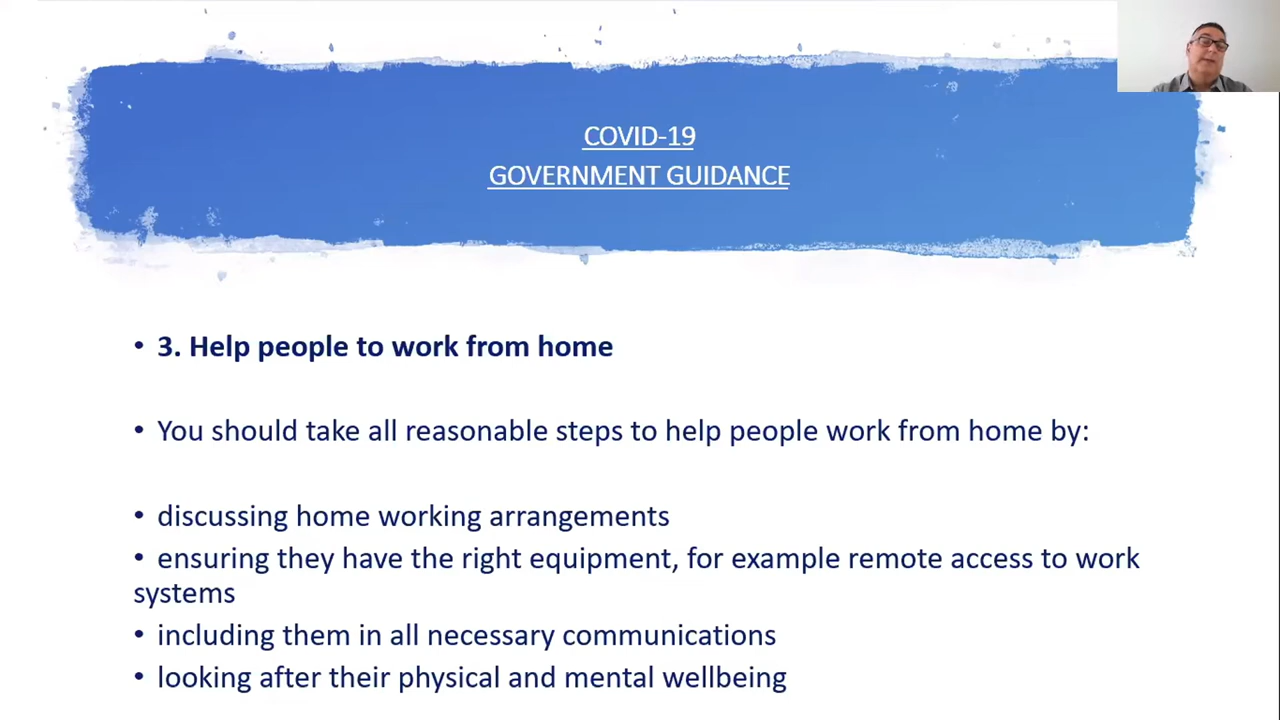 COVID-19
GOVERNMENT GUIDANCE
• 3. Help people to work from home
• You should take all reasonable steps to help people work from home by:
• discussing home working arrangements
• ensuring they have the right equipment, for example remote access to work
systems
• including them in all necessary communications
• looking after their physical and mental wellbeing